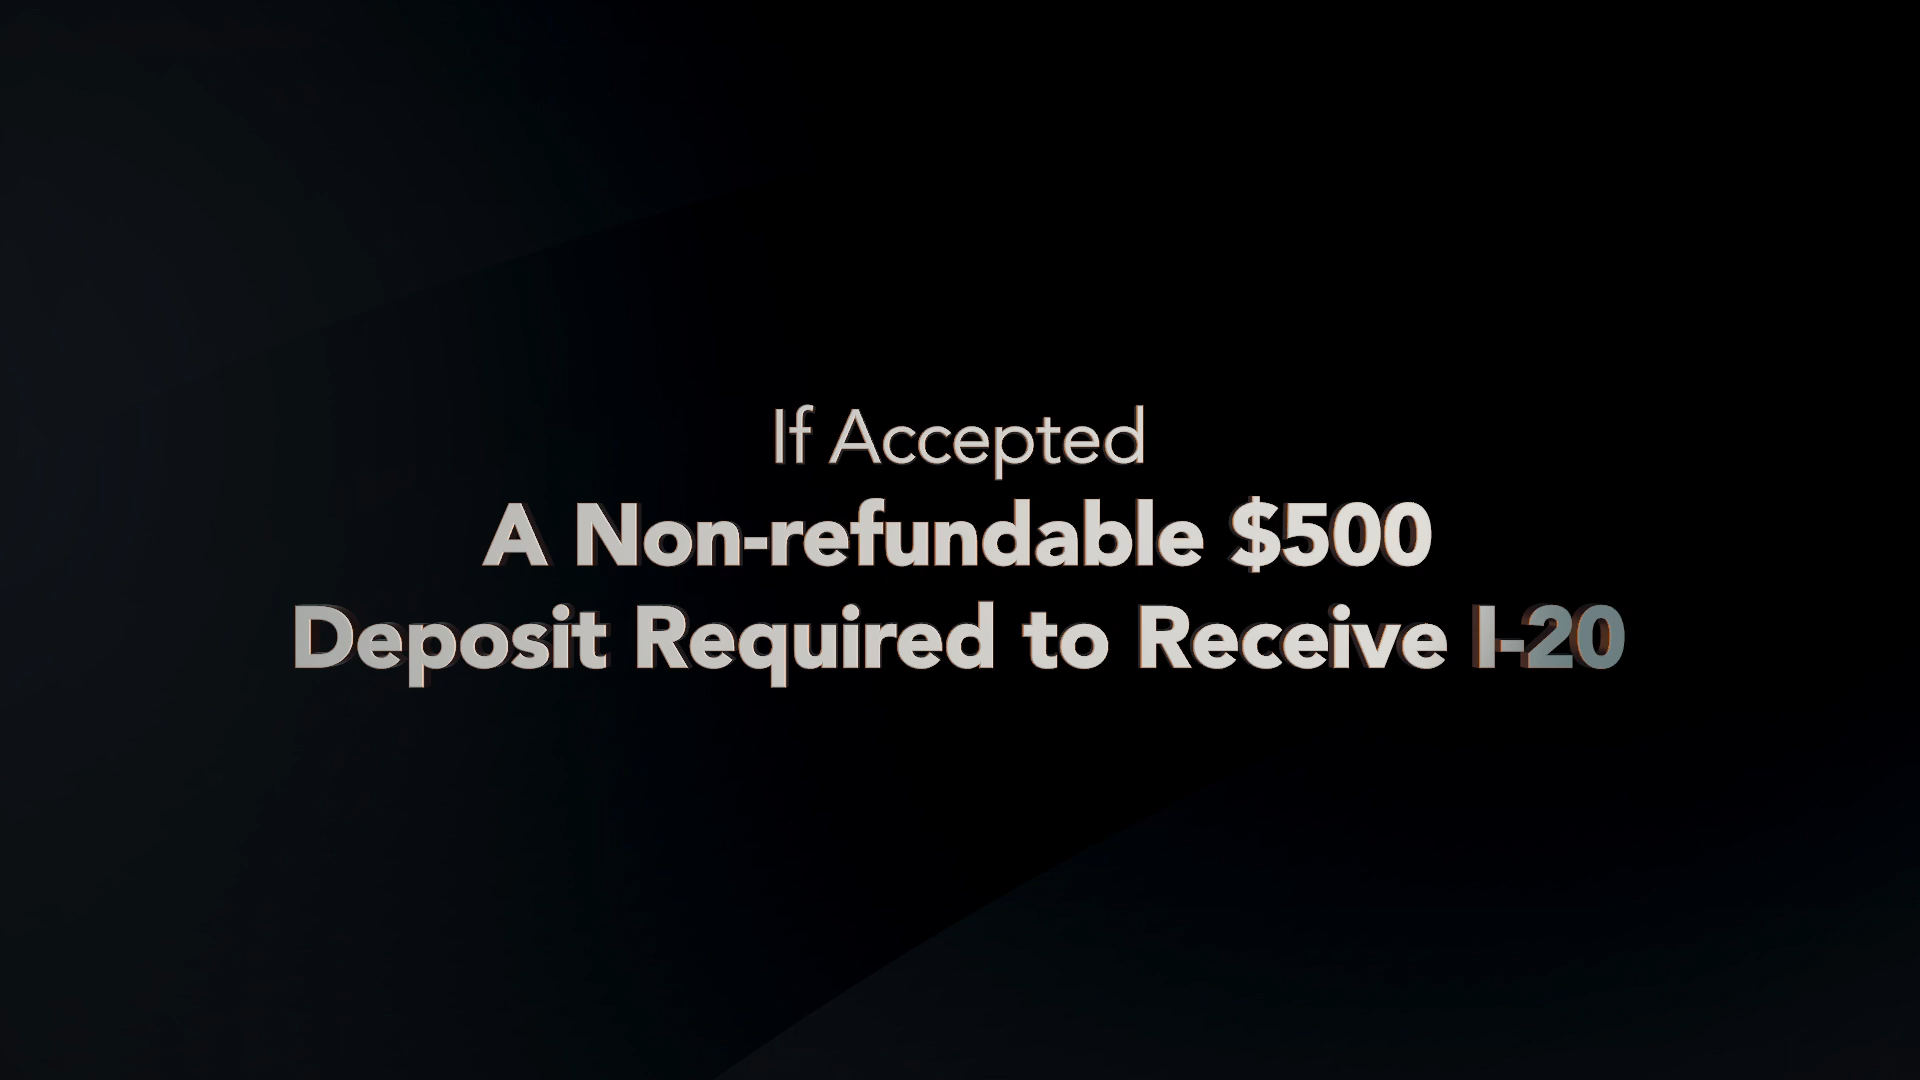 If Accepted
A Non-refundable $500
Deposit Required to Receive I-20